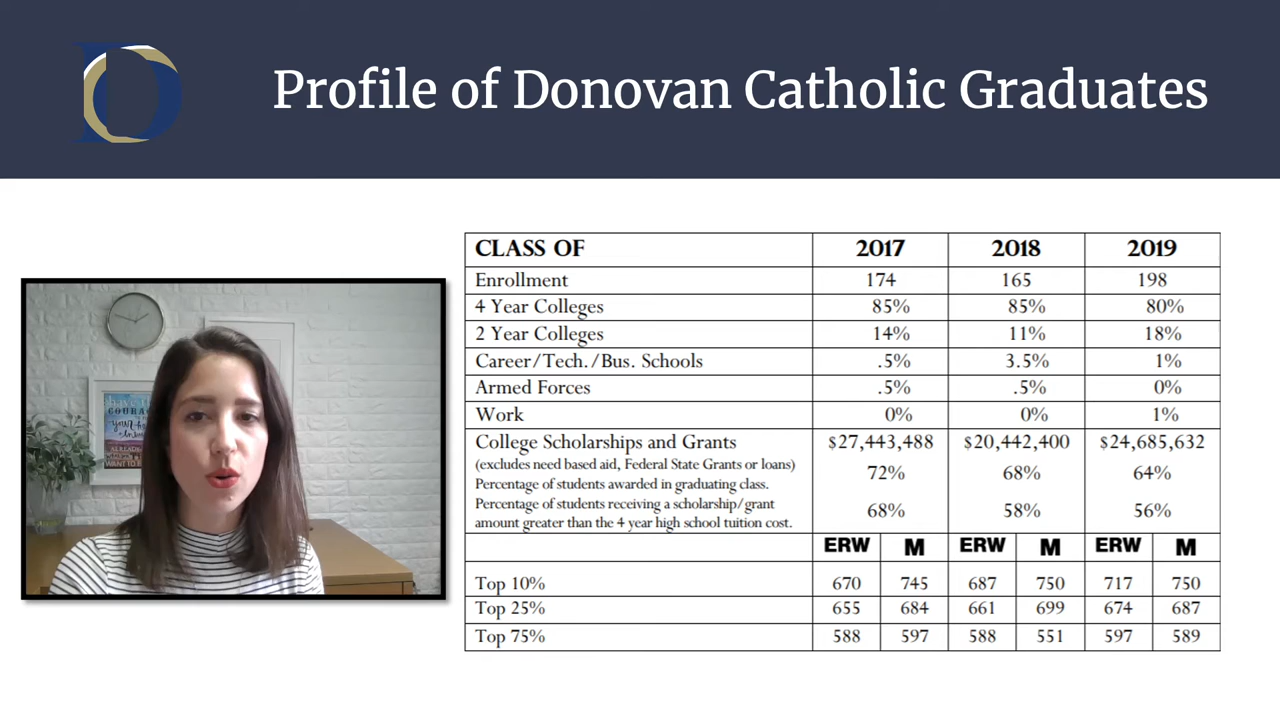 Profile of Donovan Catholic Graduates
CLASS OF 2017 2018 2019
Enrollment 174 165 198
4 Year Colleges 85% 85% 80%
2 Year Colleges 14% 11% 18%
Career/Tech./Bus. Schools .5% 3.5% 1%
Armed Forces .5% .5% 0%
Work 0% 0% 1%
College Scholarships and Grants $27,443,488 $20,442,400 $24,685,632
(excludes need based aid, Federal State Grants or loans)
Percentage of students awarded in graduating class. 72% 68% 64%
Percentage of students receiving a scholarship/grant
amount greater than the 4 year high school tuition cost. 68% 58% 56%
ERW M ERW M ERW M
Top 10% 670 745 687 750 717 750
Top 25% 655 684 661 699 674 687
Top 75% 588 597 588 551 597 589
have
COURAG
your
ALREADY
WANT TO